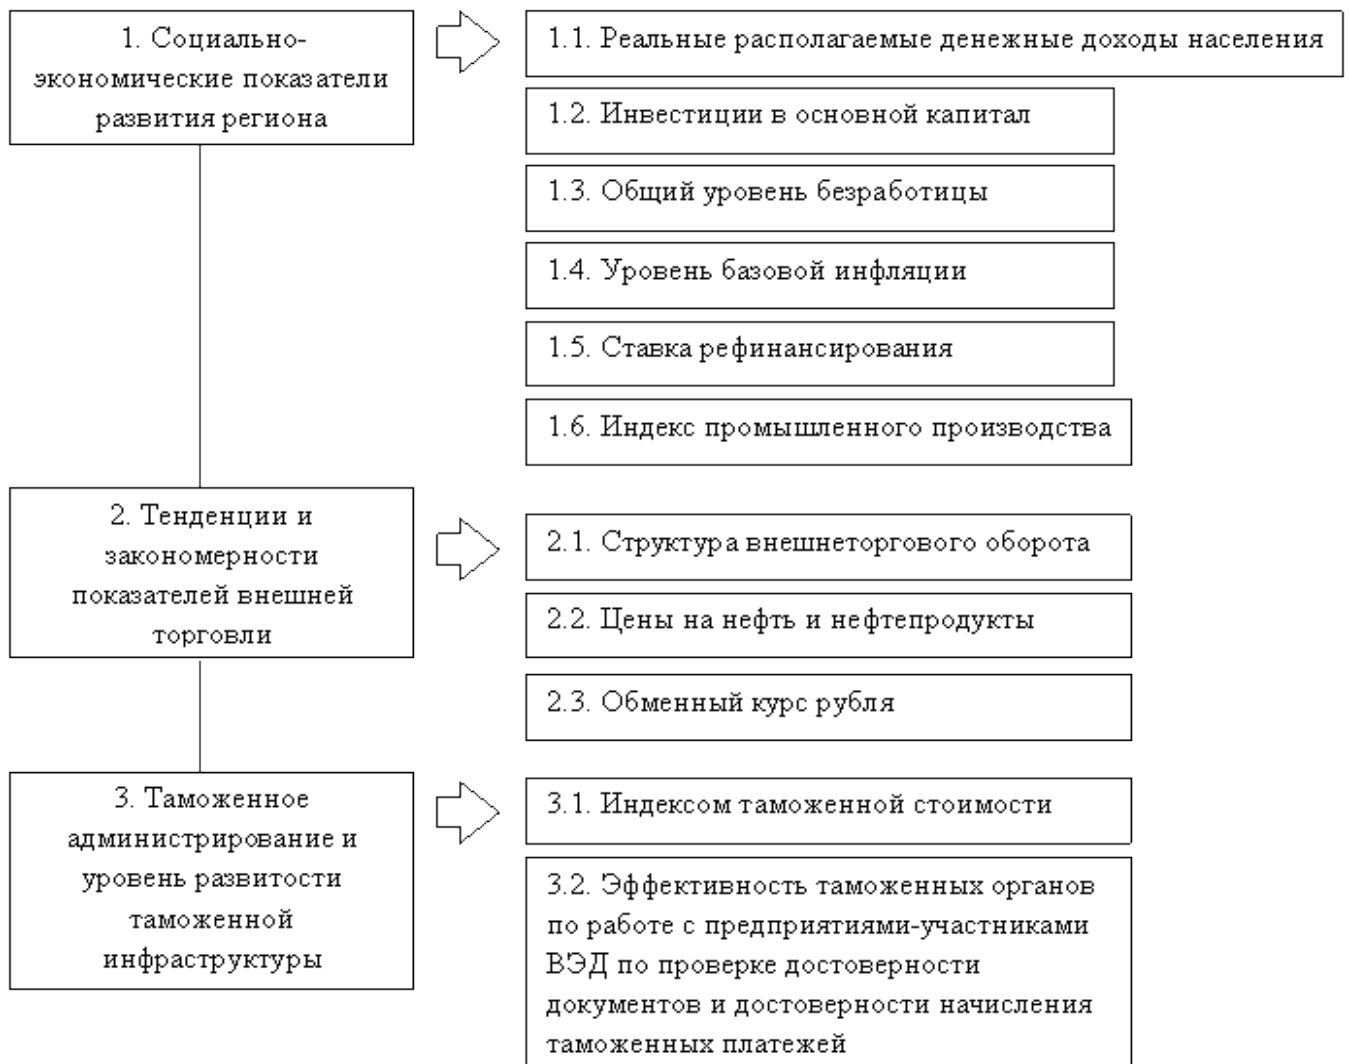 1. Социально-
экономические показатели
развития региона
1.1. Реальные располагаемые денежные доходы населения
1.2. Инвестиции в основной капитал
1.3. Общий уровень безработицы
1.4. Уровень базовой инфляции
1.5. Ставка рефинансирования
1.6. Индекс промышленного производства
2. Тенденции и
закономерности
показателей внешней
торговли
2.1. Структура внешнеторгового оборота
2.2. Цены на нефть и нефтепродукты
2.3. Обменный курс рубля
3. Таможенное
администрирование и
уровень развитости
таможенной
инфраструктуры
3.1. Индексом таможенной стоимости
3.2. Эффективность таможенных органов
по работе с предприятиями-участниками
ВЭД по проверке достоверности
документов и достоверности начисления
таможенных платежей